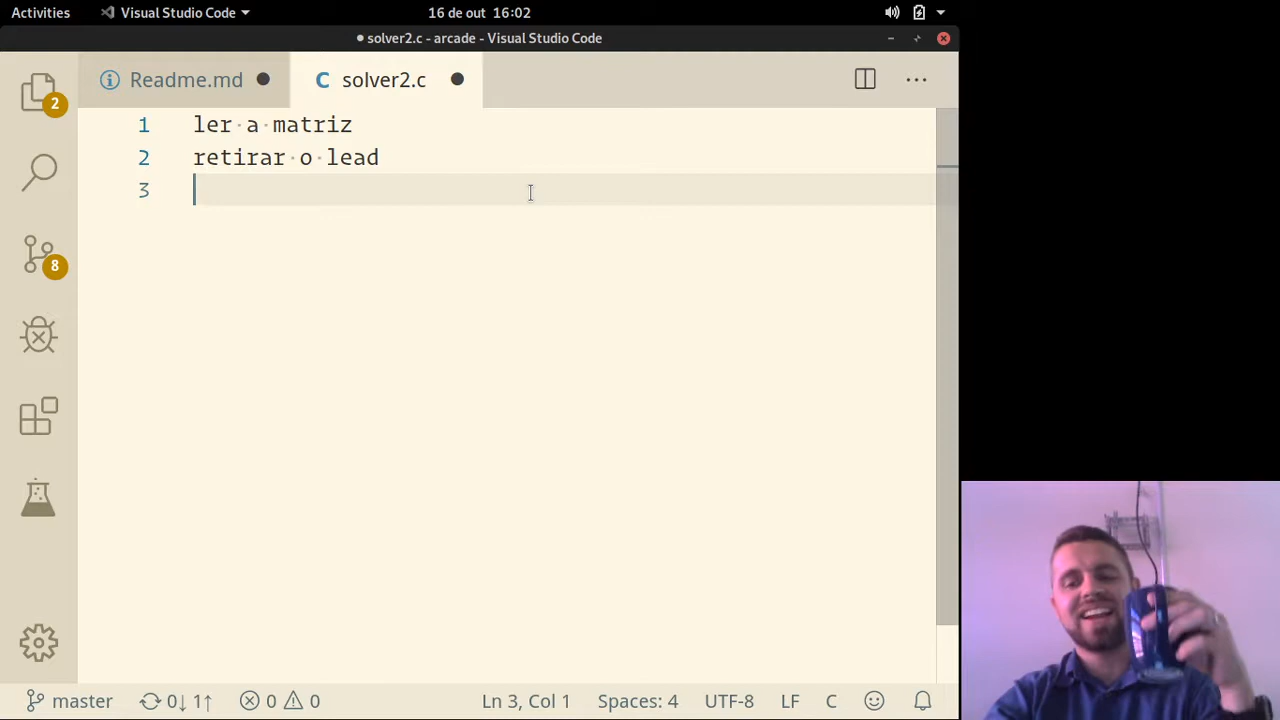 Activities
Visual Studio Code
16 de out 16:02
solver2.c - arcade - Visual Studio Code
Readme.md
C solver2.c
1 ler a matriz
2 retirar o lead
3
2
8
master
0↓ 1↑
0
0
Ln 3, Col 1
Spaces: 4
UTF-8
LF
C